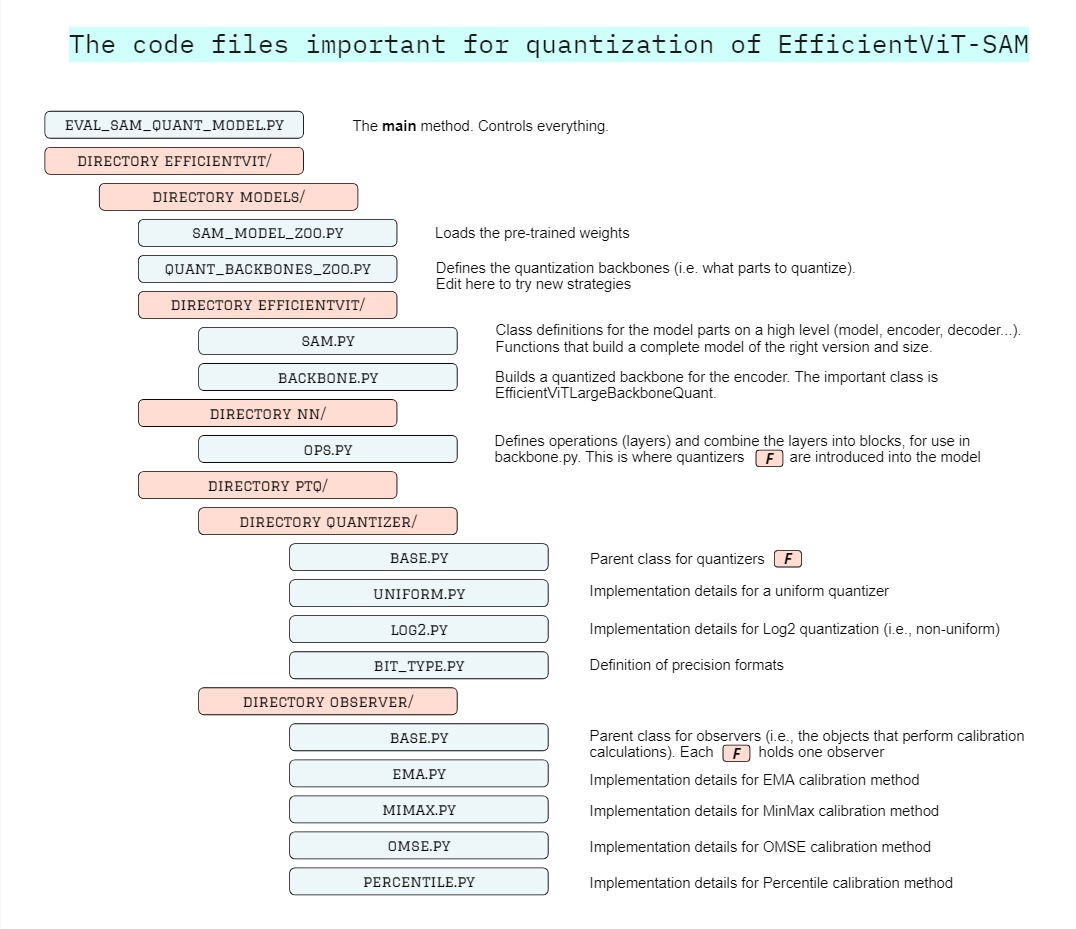 The code files important for quantization of EfficientViT-SAM
EVAL_SAM_QUANT_MODEL.PY
The main method. Controls everything.
DIRECTORY EFFICIENTVIT/
DIRECTORY MODELS/
SAM_MODEL_ZOO.PY
Loads the pre-trained weights
QUANT_BACKBONES_ZOO.PY
Defines the quantization backbones (i.e. what parts to quantize).
Edit here to try new strategies
DIRECTORY EFFICIENTVIT/
SAM.PY
Class definitions for the model parts on a high level (model, encoder, decoder...).
Functions that build a complete model of the right version and size.
BACKBONE.PY
Builds a quantized backbone for the encoder. The important class is
EfficientViTLargeBackboneQuant.
DIRECTORY NN/
OPS.PY
Defines operations (layers) and combine the layers into blocks, for use in
backbone.py. This is where quantizers F are introduced into the model
DIRECTORY PTQ/
DIRECTORY QUANTIZER/
BASE.PY
Parent class for quantizers F
UNIFORM.PY
Implementation details for a uniform quantizer
LOG2.PY
Implementation details for Log2 quantization (i.e., non-uniform)
BIT_TYPE.PY
Definition of precision formats
DIRECTORY OBSERVER/
BASE.PY
Parent class for observers (i.e., the objects that perform calibration
calculations). Each F holds one observer
EMA.PY
Implementation details for EMA calibration method
MIMAX.PY
Implementation details for MinMax calibration method
OMSE.PY
Implementation details for OMSE calibration method
PERCENTILE.PY
Implementation details for Percentile calibration method